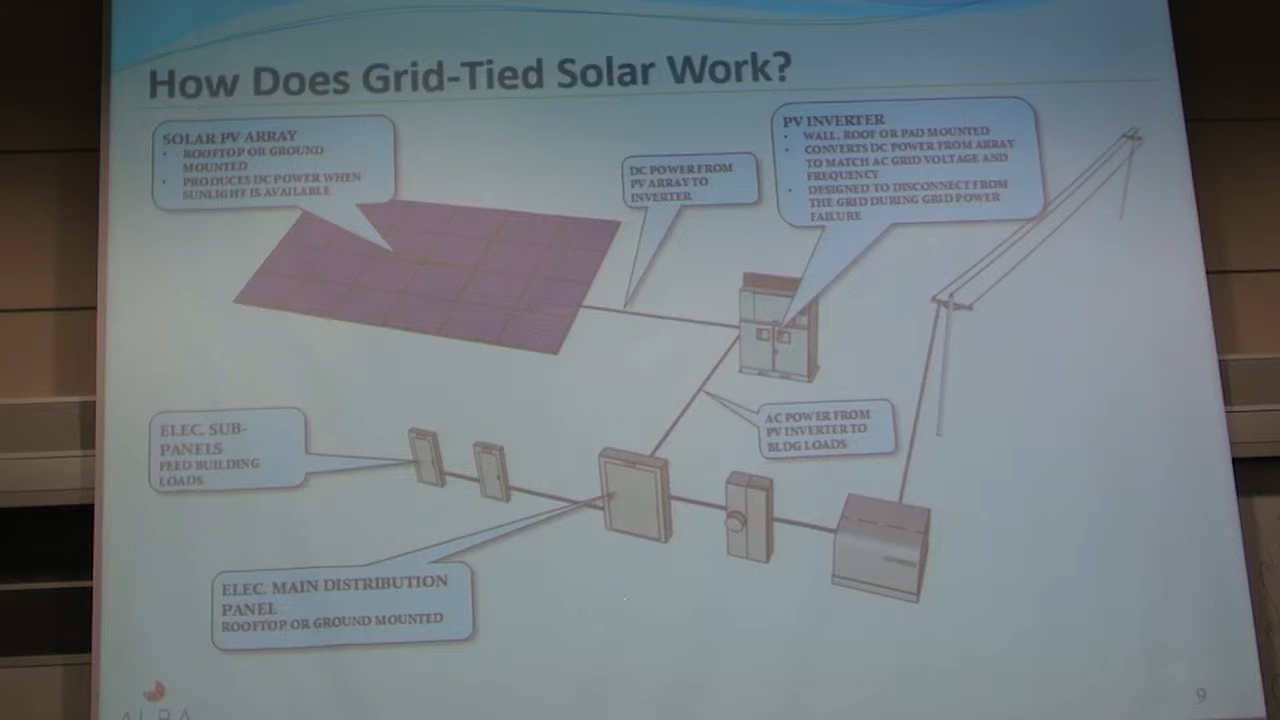 How Does Grid-Tied Solar Work?
SOLAR PV ARRAY
• ROOFTOP OR GROUND
MOUNTED
• PRODUCES DC POWER WHEN
SUNLIGHT IS AVAILABLE
DC POWER FROM
PV ARRAY TO
INVERTER
PV INVERTER
• WALL, ROOF OR PAD MOUNTED
• CONVERTS DC POWER FROM ARRAY
TO MATCH AC GRID VOLTAGE AND
FREQUENCY
• DESIGNED TO DISCONNECT FROM
THE GRID DURING GRID POWER
FAILURE
ELEC. SUB-
PANELS
FEED BUILDING
LOADS
AC POWER FROM
PV INVERTER TO
BLDG LOADS
ELEC. MAIN DISTRIBUTION
PANEL
ROOFTOP OR GROUND MOUNTED
9